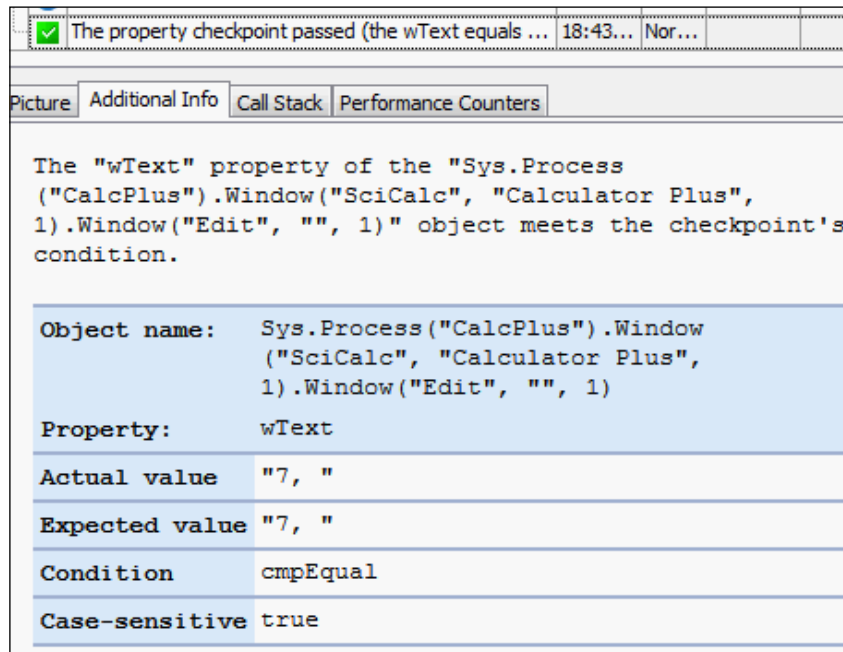 The property checkpoint passed (the wText equals ... 18:43... Nor...
Picture Additional Info Call Stack Performance Counters
The "wText" property of the "Sys.Process
("CalcPlus").Window("SciCalc", "Calculator Plus",
1).Window("Edit", "", 1)" object meets the checkpoint's
condition.
Object name: Sys.Process("CalcPlus").Window
("SciCalc", "Calculator Plus",
1).Window("Edit", "", 1)
Property: wText
Actual value "7, "
Expected value "7, "
Condition cmpEqual
Case-sensitive true